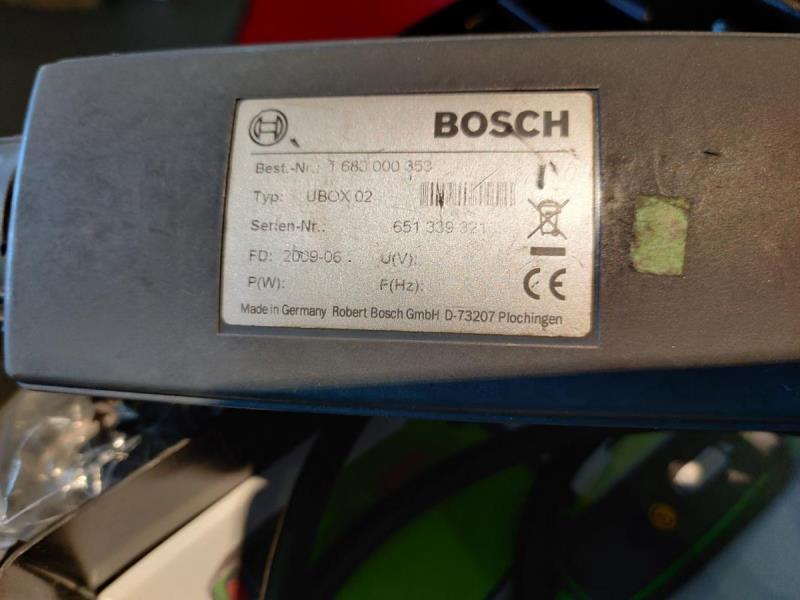 BOSCH
Best.-Nr.: 1 683 000 353
Typ: UBOX 02
Serien-Nr.: 651 339 321
FD: 2009-06 U(V):
P(W): F(Hz):
CE
Made in Germany Robert Bosch GmbH D-73207 Plochingen